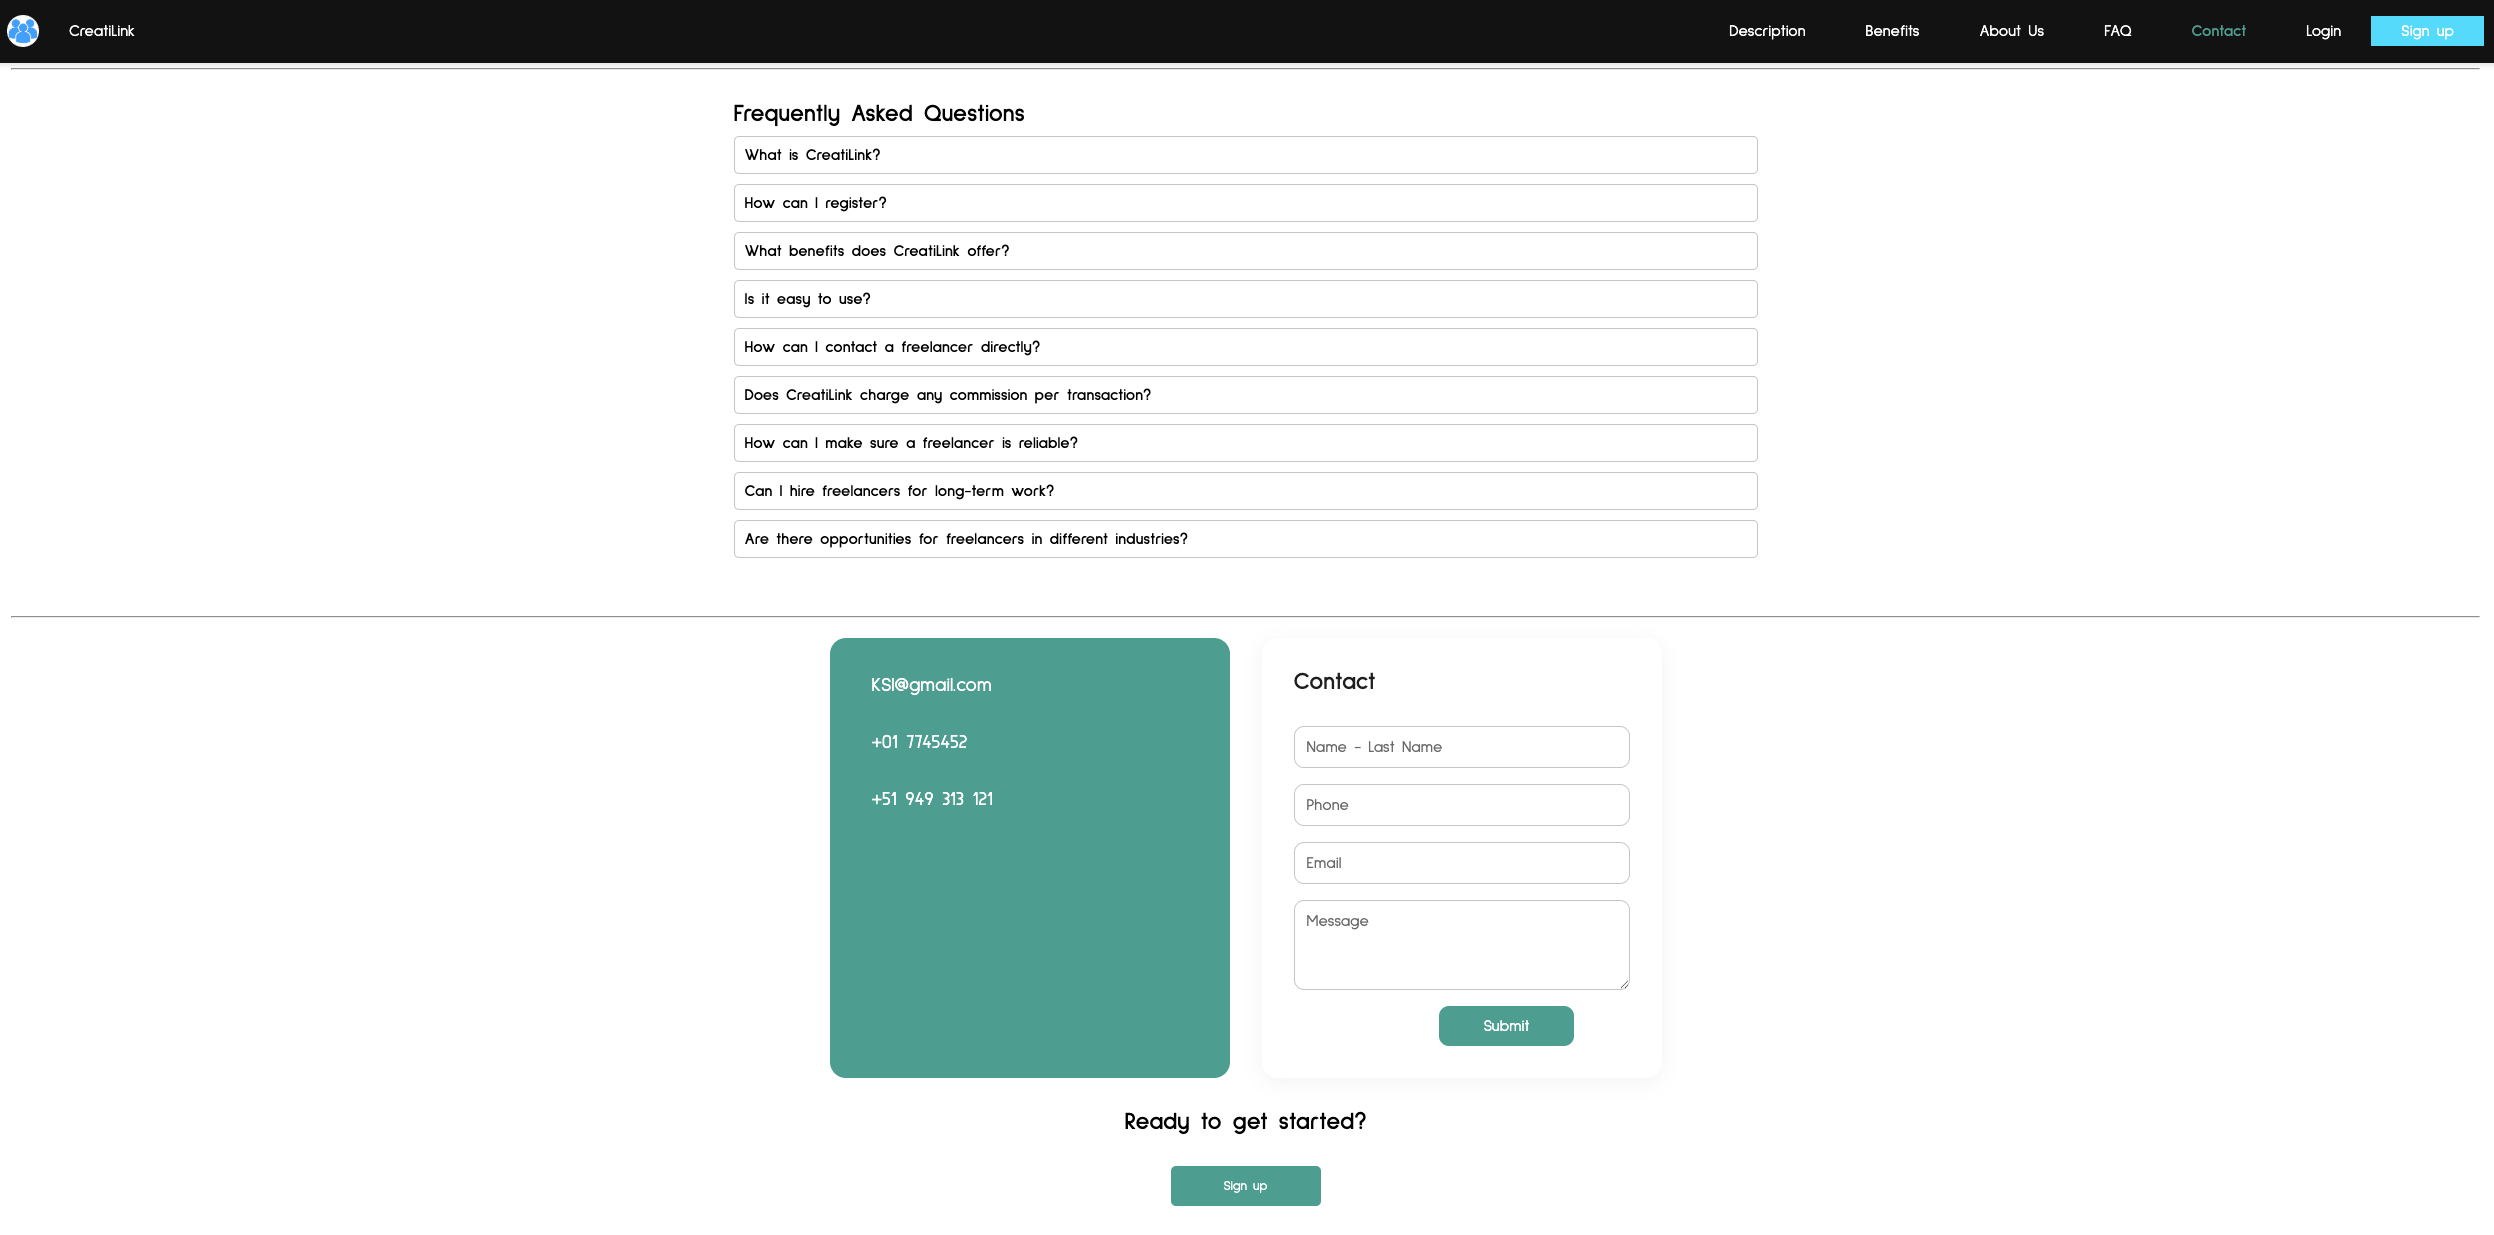 CreatiLink
Description
Benefits
About Us
FAQ
Contact
Login
Sign up
Frequently Asked Questions
What is CreatiLink?
How can I register?
What benefits does CreatiLink offer?
Is it easy to use?
How can I contact a freelancer directly?
Does CreatiLink charge any commission per transaction?
How can I make sure a freelancer is reliable?
Can I hire freelancers for long-term work?
Are there opportunities for freelancers in different industries?
KSI@gmail.com
+01 7745452
+51 949 313 121
Contact
Name - Last Name
Phone
Email
Message
Submit
Ready to get started?
Sign up